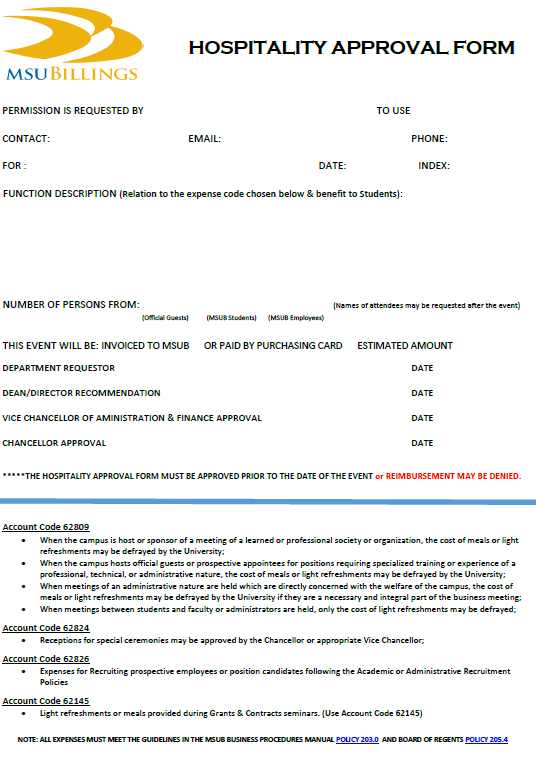 MSUBILLINGS
HOSPITALITY APPROVAL FORM
PERMISSION IS REQUESTED BY TO USE
CONTACT: EMAIL: PHONE:
FOR : DATE: INDEX:
FUNCTION DESCRIPTION (Relation to the expense code chosen below & benefit to Students):
NUMBER OF PERSONS FROM: (Names of attendees may be requested after the event)
(Official Guests) (MSUB Students) (MSUB Employees)
THIS EVENT WILL BE: INVOICED TO MSUB OR PAID BY PURCHASING CARD ESTIMATED AMOUNT
DEPARTMENT REQUESTOR DATE
DEAN/DIRECTOR RECOMMENDATION DATE
VICE CHANCELLOR OF AMINISTRATION & FINANCE APPROVAL DATE
CHANCELLOR APPROVAL DATE
*****THE HOSPITALITY APPROVAL FORM MUST BE APPROVED PRIOR TO THE DATE OF THE EVENT or REIMBURSEMENT MAY BE DENIED.
Account Code 62809
• When the campus is host or sponsor of a meeting of a learned or professional society or organization, the cost of meals or light
refreshments may be defrayed by the University;
• When the campus hosts official guests or prospective appointees for positions requiring specialized training or experience of a
professional, technical, or administrative nature, the cost of meals or light refreshments may be defrayed by the University;
• When meetings of an administrative nature are held which are directly concerned with the welfare of the campus, the cost of
meals or light refreshments may be defrayed by the University if they are a necessary and integral part of the business meeting;
• When meetings between students and faculty or administrators are held, only the cost of light refreshments may be defrayed;
Account Code 62824
• Receptions for special ceremonies may be approved by the Chancellor or appropriate Vice Chancellor;
Account Code 62826
• Expenses for Recruiting prospective employees or position candidates following the Academic or Administrative Recruitment
Policies
Account Code 62145
• Light refreshments or meals provided during Grants & Contracts seminars. (Use Account Code 62145)
NOTE: ALL EXPENSES MUST MEET THE GUIDELINES IN THE MSUB BUSINESS PROCEDURES MANUAL POLICY 203.0 AND BOARD OF REGENTS POLICY 205.4